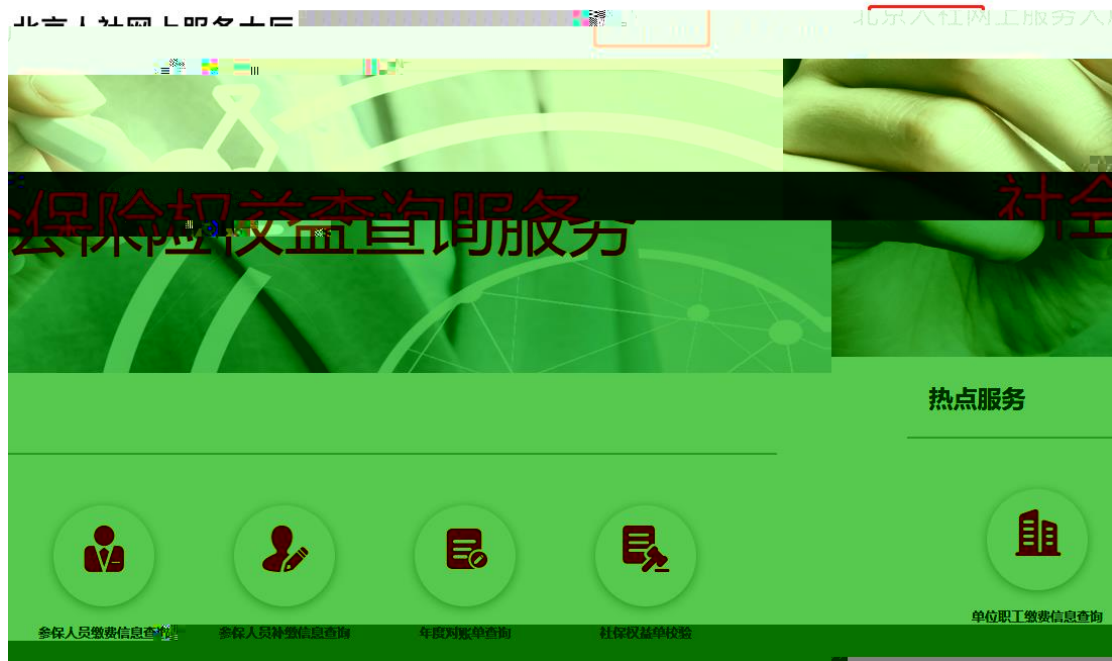 北京人社网上服务大厅
北京人社网上服务大
会保险权益查询服务
社会
热点服务
参保人员缴费信息查询
参保人员补缴信息查询
年度对账单查询
社保权益单校验
单位职工缴费信息查询